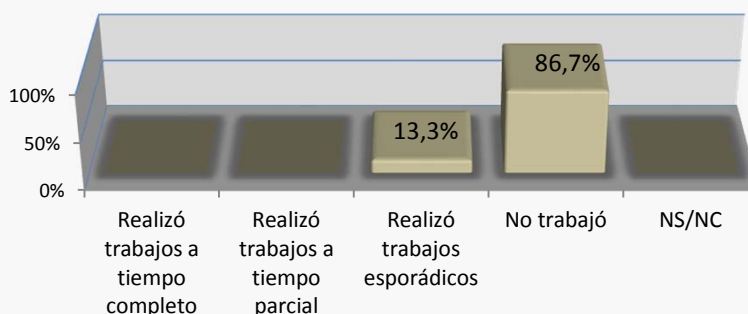 86,7%
13,3%
100%
50%
0%
Realizó
trabajos a
tiempo
completo
Realizó
trabajos a
tiempo
parcial
Realizó
trabajos
esporádicos
No trabajó
NS/NC